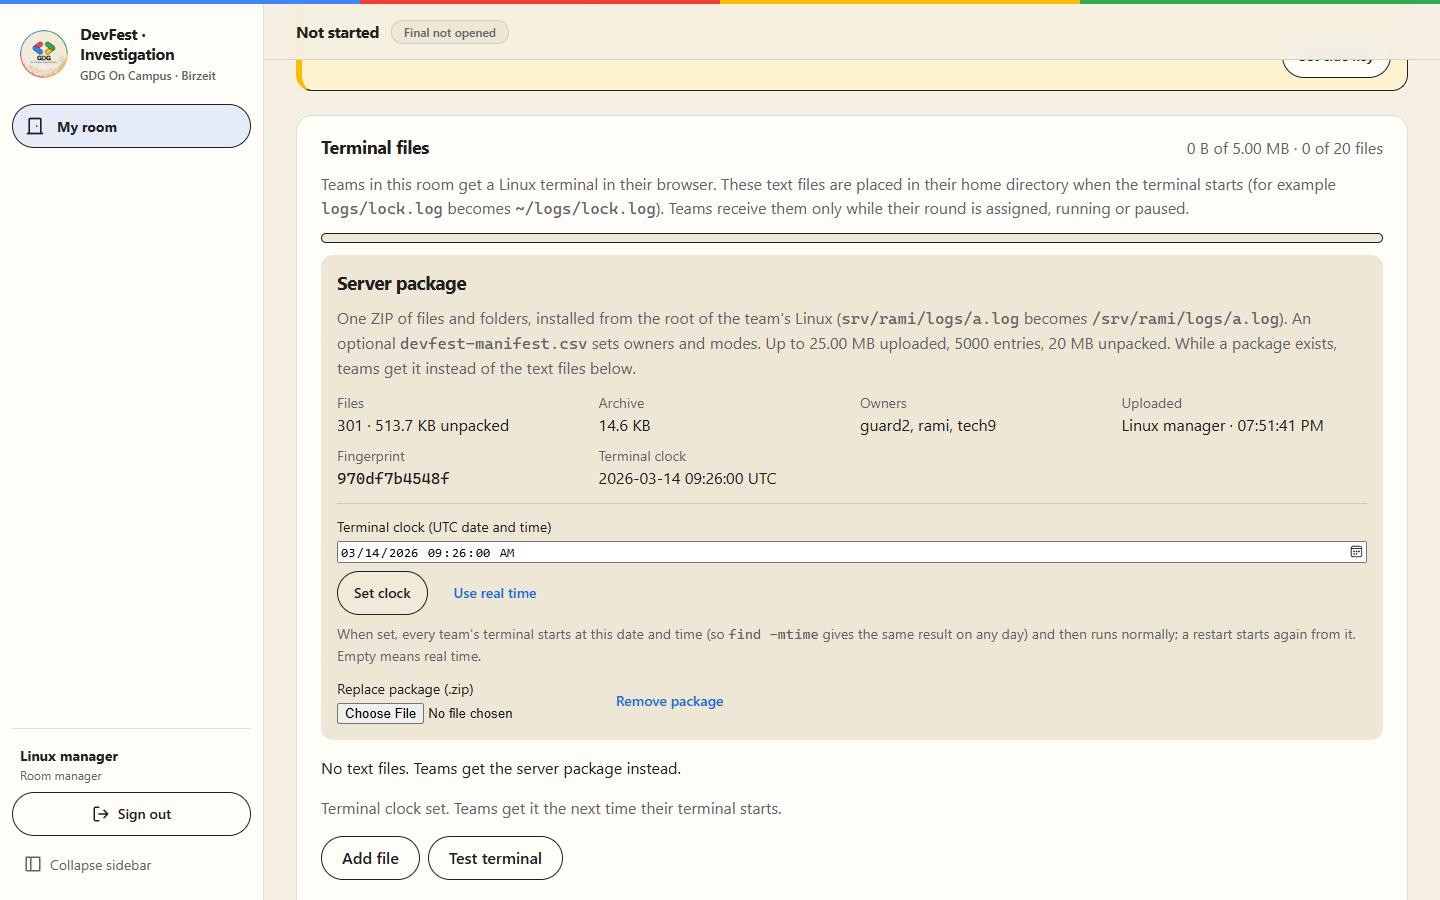 DevFest ·
Investigation
GDG On Campus · Birzeit
My room
Linux manager
Room manager
Sign out
Collapse sidebar
Not started
Final not opened
Terminal files
0 B of 5.00 MB · 0 of 20 files
Teams in this room get a Linux terminal in their browser. These text files are placed in their home directory when the terminal starts (for example
logs/lock.log becomes ~/logs/lock.log). Teams receive them only while their round is assigned, running or paused.
Server package
One ZIP of files and folders, installed from the root of the team's Linux (srv/rami/logs/a.log becomes /srv/rami/logs/a.log). An
optional devfest-manifest.csv sets owners and modes. Up to 25.00 MB uploaded, 5000 entries, 20 MB unpacked. While a package exists,
teams get it instead of the text files below.
Files
301 · 513.7 KB unpacked
Archive
14.6 KB
Owners
guard2, rami, tech9
Uploaded
Linux manager · 07:51:41 PM
Fingerprint
970df7b4548f
Terminal clock
2026-03-14 09:26:00 UTC
Terminal clock (UTC date and time)
03/14/2026 09:26:00 AM
Set clock
Use real time
When set, every team's terminal starts at this date and time (so find -mtime gives the same result on any day) and then runs normally; a restart starts again from it.
Empty means real time.
Replace package (.zip)
Choose File No file chosen
Remove package
No text files. Teams get the server package instead.
Terminal clock set. Teams get it the next time their terminal starts.
Add file
Test terminal